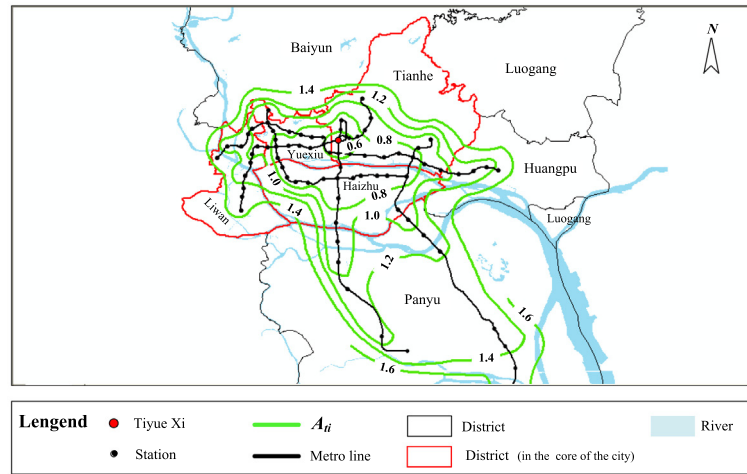 Baiyun
N
Tianhe
Luogang
1.4
1.2
0.8
0.6
Yuexiu
Huangpu
1.0
Haizhu
0.8
Liwan
1.4
1.0
Luogang
1.2
Panyu
1.6
1.4
1.6
Lengend
Tiyue Xi
A_ti
District
River
Station
Metro line
District (in the core of the city)